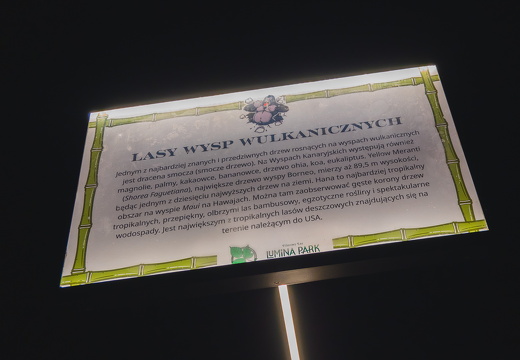 LASY WYSP WULKANICZNYCH
Jednym z najbardziej znanych i przedziwnych drzew rosnących na wyspach wulkanicznych
jest dracena smocza (smocze drzewo). Na Wyspach Kanaryjskich występują również
magnolie, palmy, kakaowce, bananowce, drzewo ohia, koa, eukaliptus. Yellow Meranti
(Shorea Faguetiana), największe drzewo wyspy Borneo, mierzy aż 89,5 m wysokości,
będąc jednym z dziesięciu najwyższych drzew na ziemi. Hana to najbardziej tropikalny
obszar na wyspie Maui na Hawajach. Można tam zaobserwować gęste korony drzew
tropikalnych, przepiękny, olbrzymi las bambusowy, egzotyczne rośliny i spektakularne
wodospady. Jest największym z tropikalnych lasów deszczowych znajdujących się na
terenie należącym do USA.
LUMINA PARK